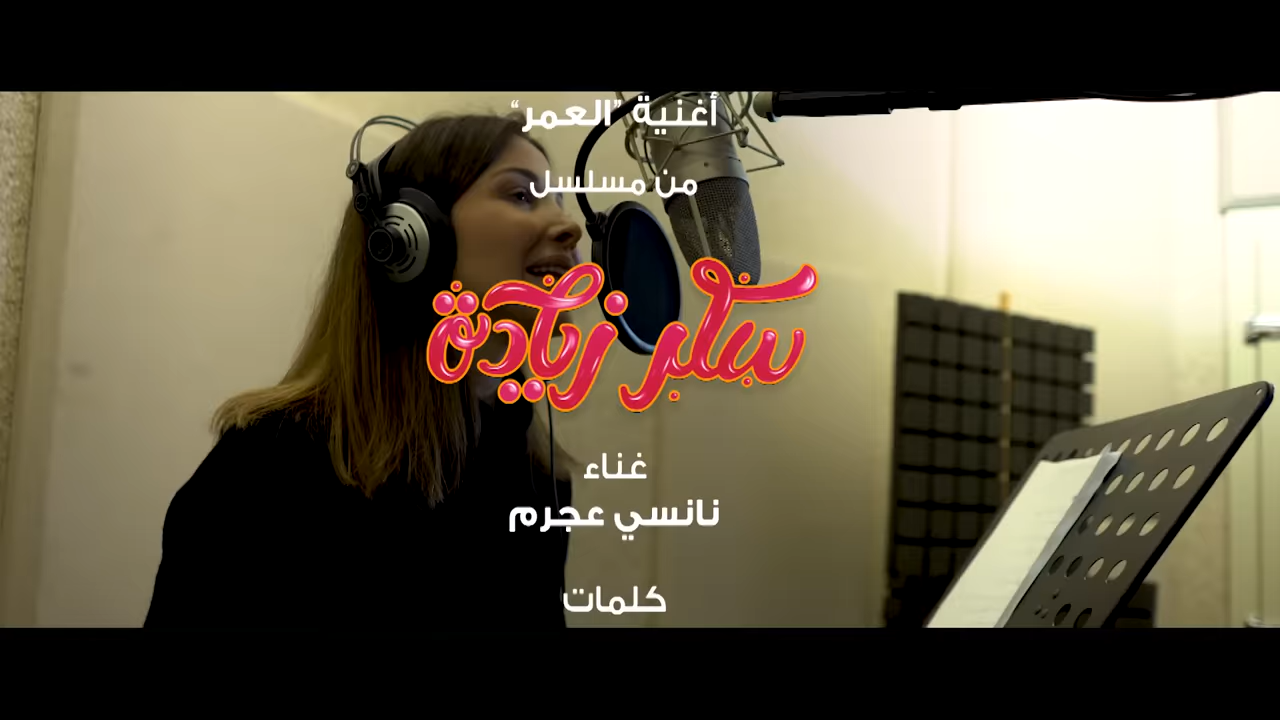 أغنية "العمر"
من مسلسل
سكر زيادة
غناء
نانسي عجرم
كلمات